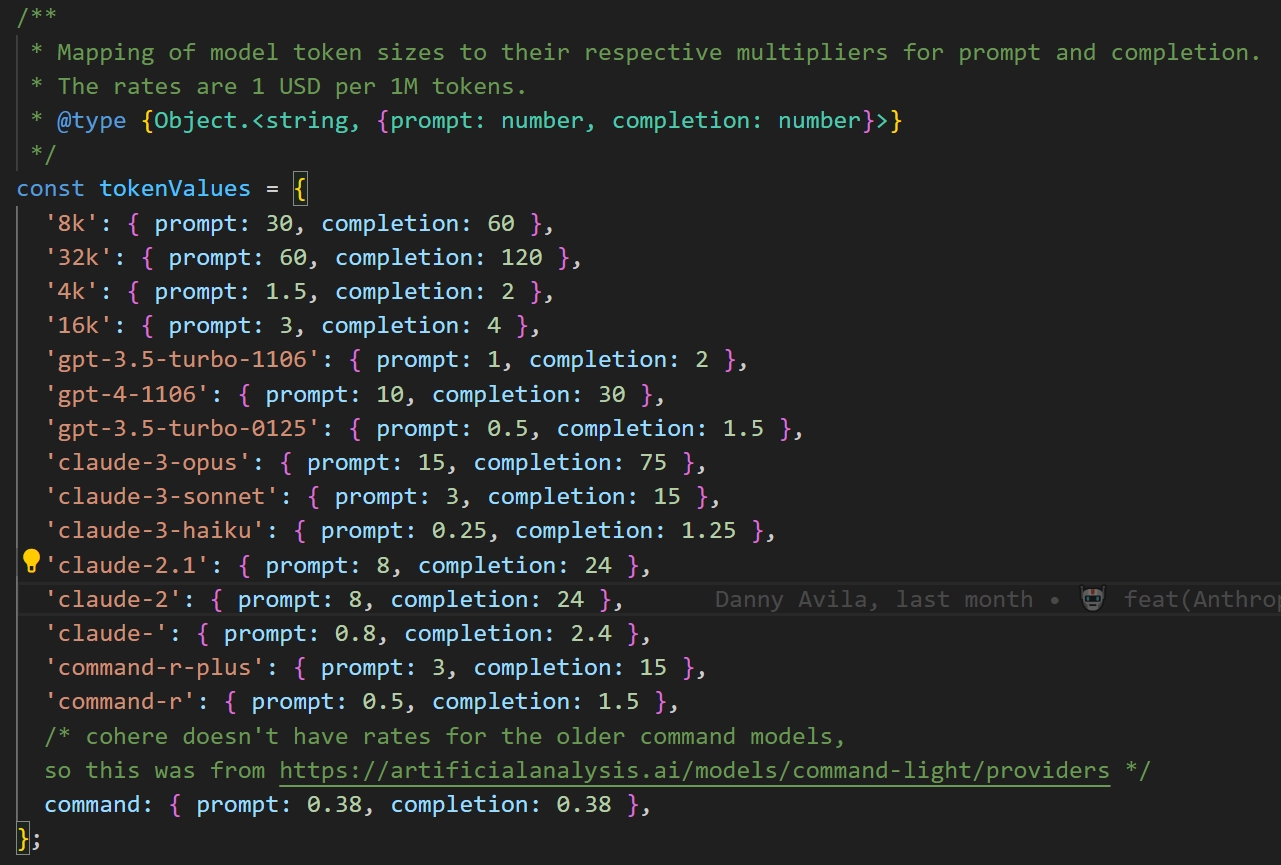 /**
 * Mapping of model token sizes to their respective multipliers for prompt and completion.
 * The rates are 1 USD per 1M tokens.
 * @type {Object.<string, {prompt: number, completion: number}>}
 */
const tokenValues = {
  '8k': { prompt: 30, completion: 60 },
  '32k': { prompt: 60, completion: 120 },
  '4k': { prompt: 1.5, completion: 2 },
  '16k': { prompt: 3, completion: 4 },
  'gpt-3.5-turbo-1106': { prompt: 1, completion: 2 },
  'gpt-4-1106': { prompt: 10, completion: 30 },
  'gpt-3.5-turbo-0125': { prompt: 0.5, completion: 1.5 },
  'claude-3-opus': { prompt: 15, completion: 75 },
  'claude-3-sonnet': { prompt: 3, completion: 15 },
  'claude-3-haiku': { prompt: 0.25, completion: 1.25 },
  'claude-2.1': { prompt: 8, completion: 24 },
  'claude-2': { prompt: 8, completion: 24 }, Danny Avila, last month • 🤖 feat(Anthrop
  'claude-': { prompt: 0.8, completion: 2.4 },
  'command-r-plus': { prompt: 3, completion: 15 },
  'command-r': { prompt: 0.5, completion: 1.5 },
  /* cohere doesn't have rates for the older command models,
  so this was from https://artificialanalysis.ai/models/command-light/providers */
  command: { prompt: 0.38, completion: 0.38 },
};